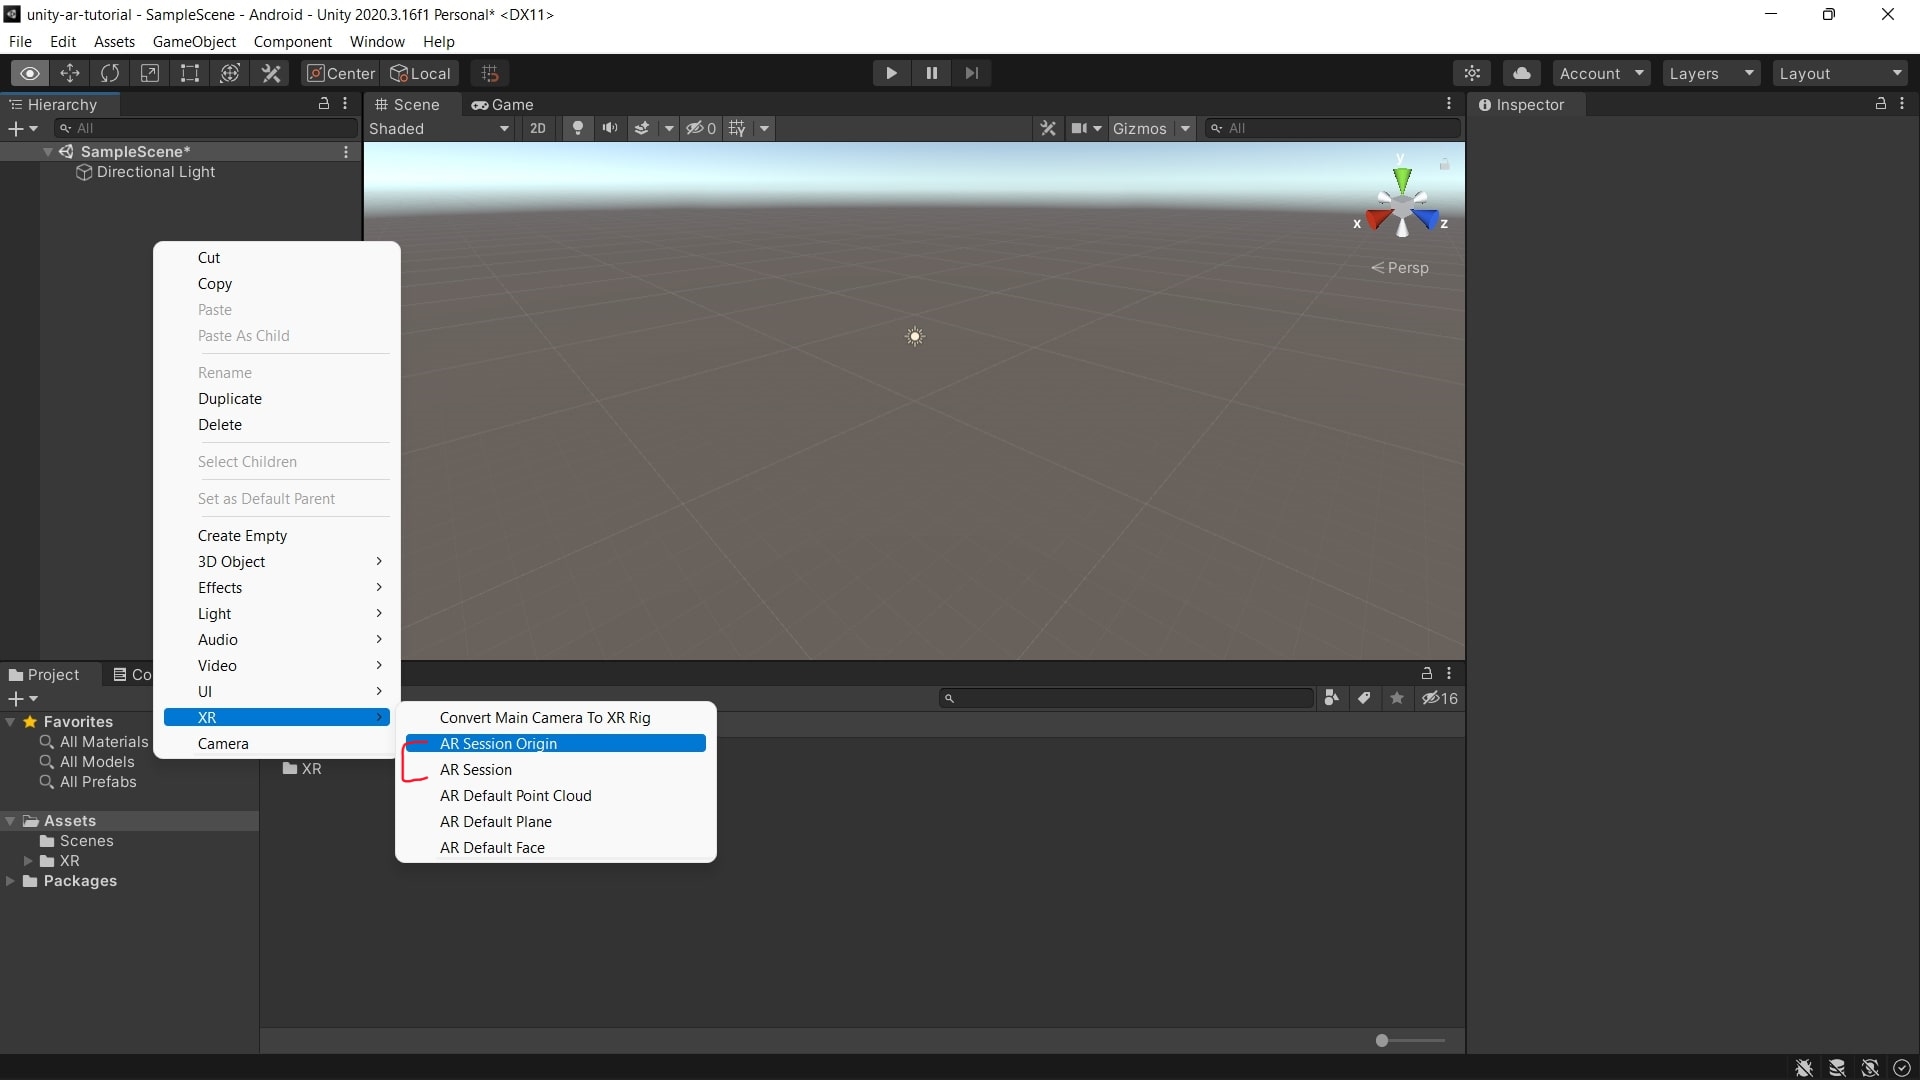 unity-ar-tutorial - SampleScene - Android - Unity 2020.3.16f1 Personal* <DX11>
File Edit Assets GameObject Component Window Help
Center Local Account Layers Layout
Hierarchy
Scene Game
Inspector
All
Shaded 2D 0 Gizmos All
SampleScene*
Directional Light
y
x z
Persp
Cut
Copy
Paste
Paste As Child
Rename
Duplicate
Delete
Select Children
Set as Default Parent
Create Empty
3D Object
Effects
Light
Audio
Video
UI
XR
Camera
Convert Main Camera To XR Rig
AR Session Origin
AR Session
AR Default Point Cloud
AR Default Plane
AR Default Face
Project Co
16
Favorites
All Materials
All Models
All Prefabs
Assets
Scenes
XR
Packages
XR